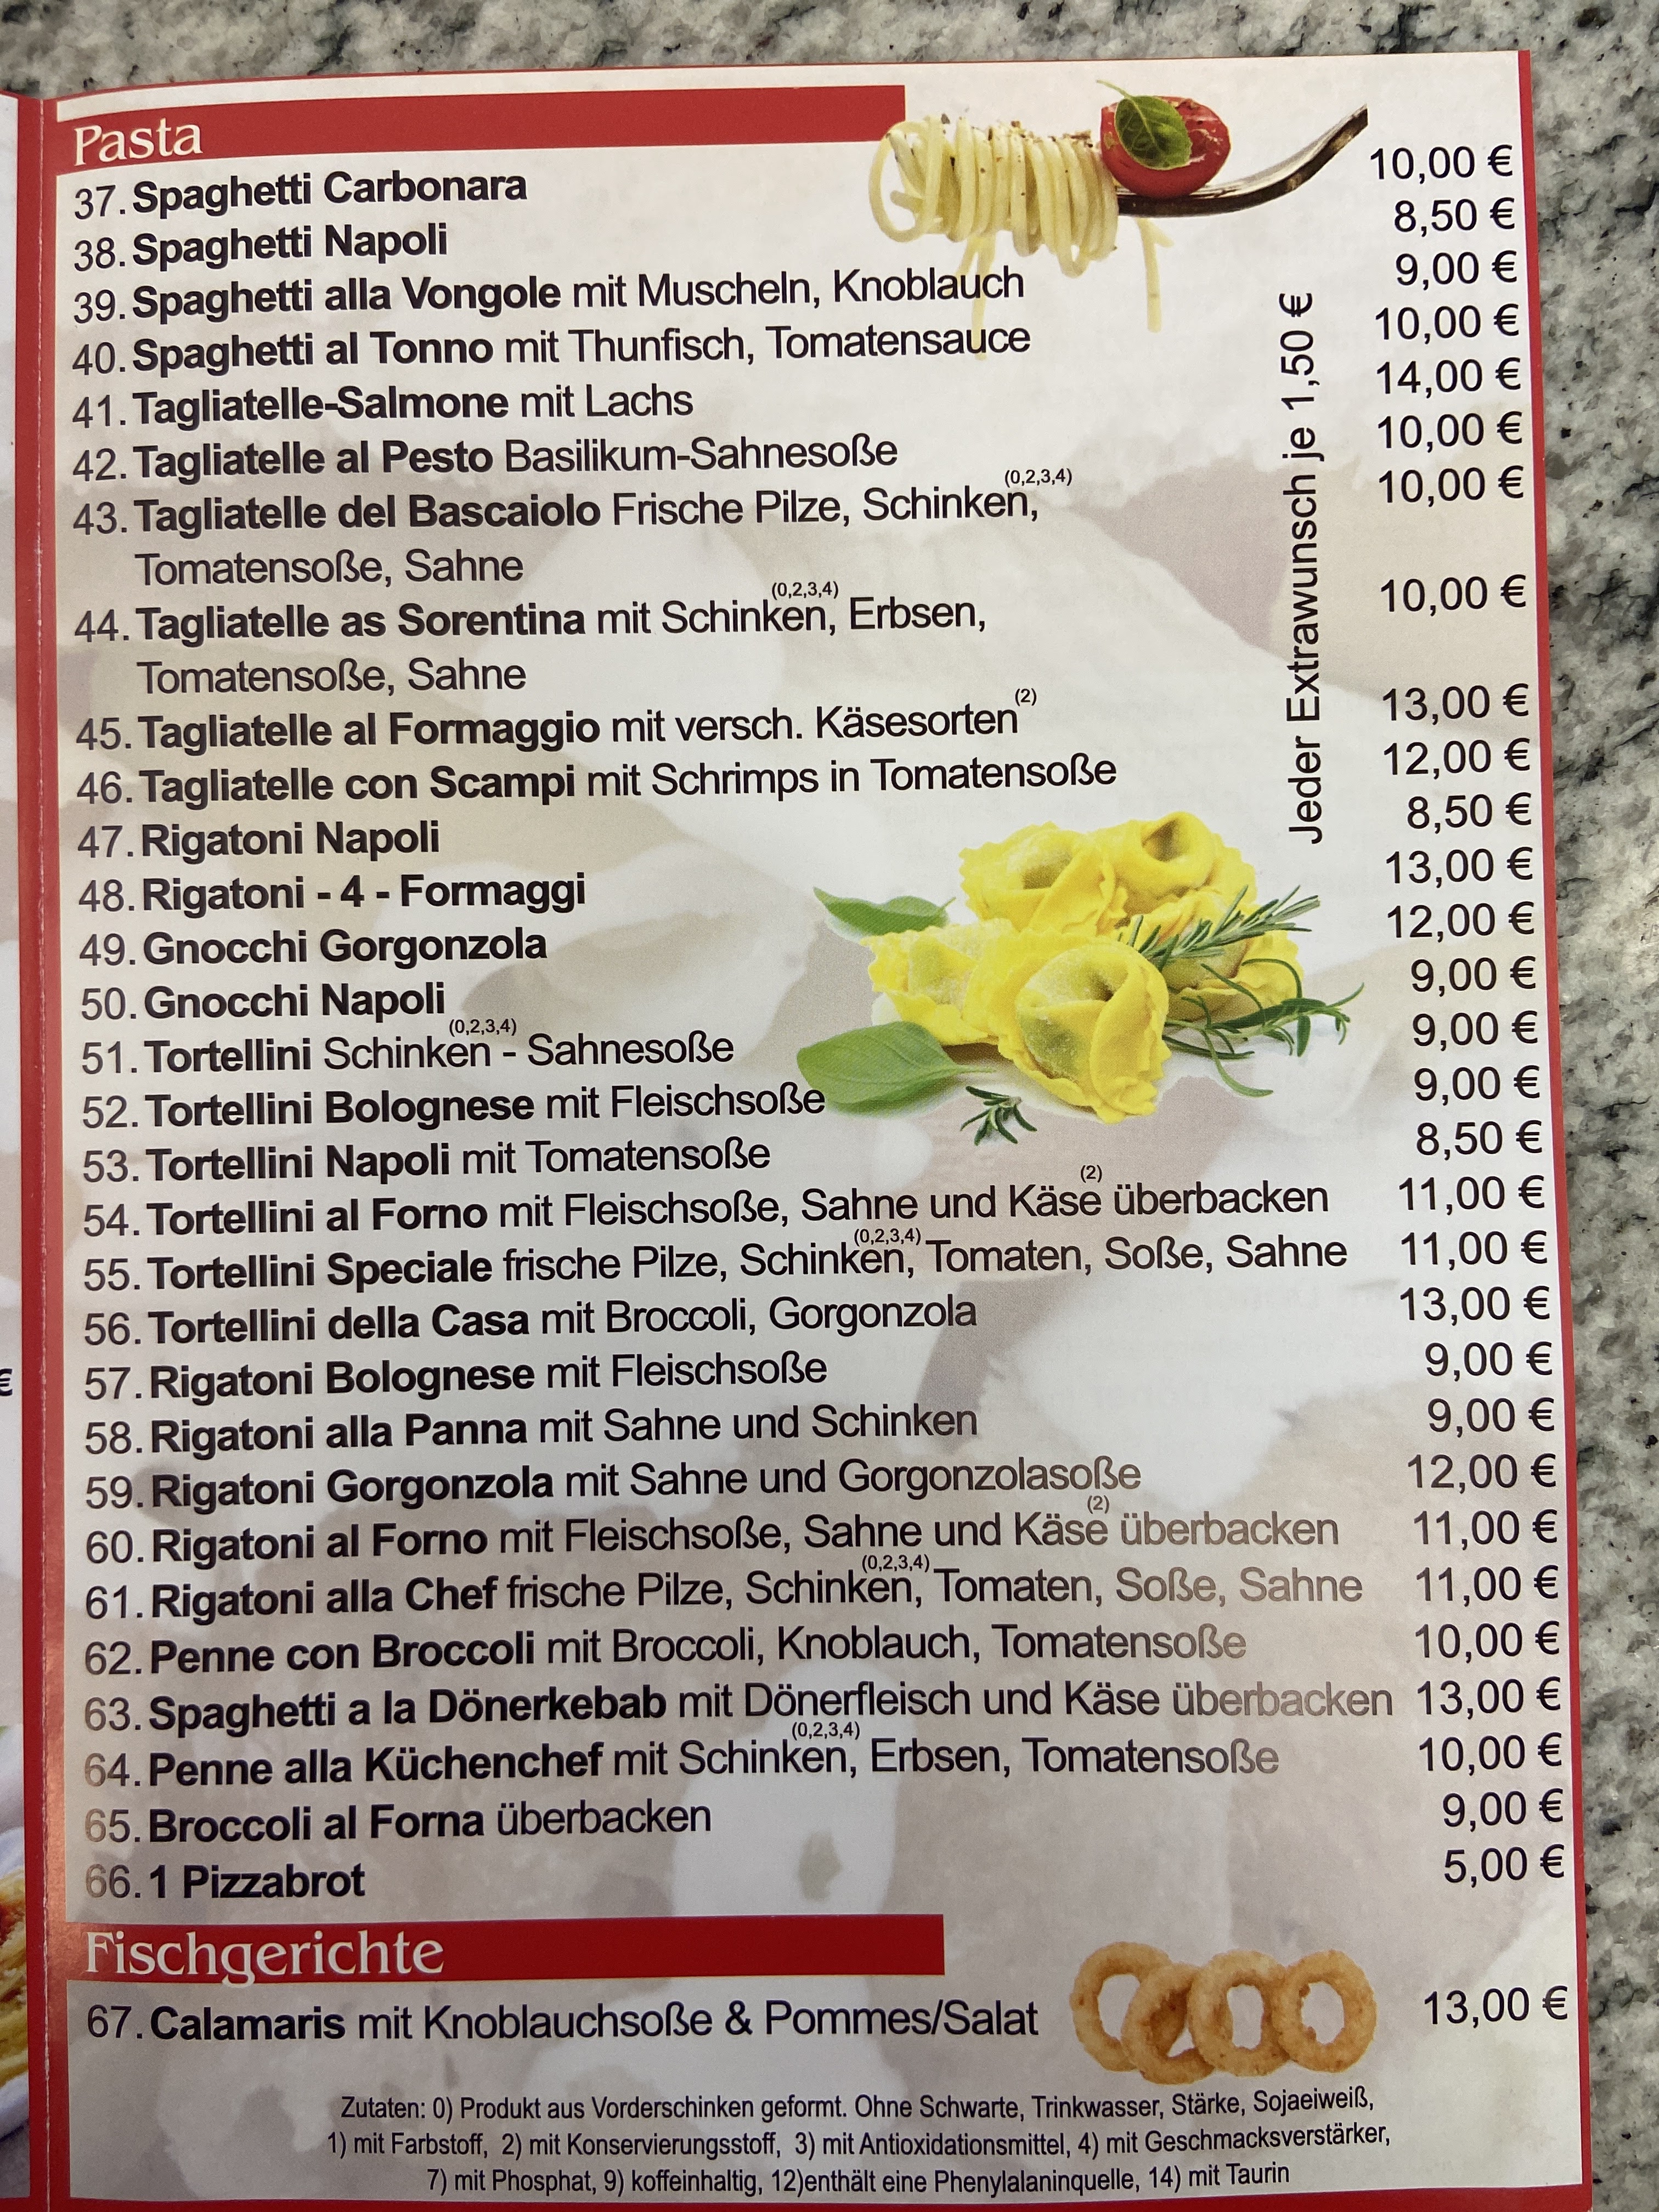 Pasta
37. Spaghetti Carbonara 10,00 €
38. Spaghetti Napoli 8,50 €
39. Spaghetti alla Vongole mit Muscheln, Knoblauch 9,00 €
40. Spaghetti al Tonno mit Thunfisch, Tomatensauce 10,00 €
41. Tagliatelle-Salmone mit Lachs 14,00 €
42. Tagliatelle al Pesto Basilikum-Sahnesoße 10,00 €
43. Tagliatelle del Bascaiolo Frische Pilze, Schinken, (0,2,3,4) 10,00 €
Tomatensoße, Sahne
44. Tagliatelle as Sorentina mit Schinken, (0,2,3,4) Erbsen, 10,00 €
Tomatensoße, Sahne
45. Tagliatelle al Formaggio mit versch. Käsesorten (2) 13,00 €
46. Tagliatelle con Scampi mit Schrimps in Tomatensoße 12,00 €
47. Rigatoni Napoli 8,50 €
48. Rigatoni - 4 - Formaggi 13,00 €
49. Gnocchi Gorgonzola 12,00 €
50. Gnocchi Napoli 9,00 €
51. Tortellini Schinken (0,2,3,4) - Sahnesoße 9,00 €
52. Tortellini Bolognese mit Fleischsoße 9,00 €
53. Tortellini Napoli mit Tomatensoße 8,50 €
54. Tortellini al Forno mit Fleischsoße, Sahne und Käse (2) überbacken 11,00 €
55. Tortellini Speciale frische Pilze, Schinken, (0,2,3,4) Tomaten, Soße, Sahne 11,00 €
56. Tortellini della Casa mit Broccoli, Gorgonzola 13,00 €
57. Rigatoni Bolognese mit Fleischsoße 9,00 €
58. Rigatoni alla Panna mit Sahne und Schinken 9,00 €
59. Rigatoni Gorgonzola mit Sahne und Gorgonzolasoße 12,00 €
60. Rigatoni al Forno mit Fleischsoße, Sahne und Käse (2) überbacken 11,00 €
61. Rigatoni alla Chef frische Pilze, Schinken, (0,2,3,4) Tomaten, Soße, Sahne 11,00 €
62. Penne con Broccoli mit Broccoli, Knoblauch, Tomatensoße 10,00 €
63. Spaghetti a la Dönerkebab mit Dönerfleisch und Käse überbacken 13,00 €
64. Penne alla Küchenchef mit Schinken, (0,2,3,4) Erbsen, Tomatensoße 10,00 €
65. Broccoli al Forna überbacken 9,00 €
66. 1 Pizzabrot 5,00 €
Jeder Extrawunsch je 1,50 €
Fischgerichte
67. Calamaris mit Knoblauchsoße & Pommes/Salat 13,00 €
Zutaten: 0) Produkt aus Vorderschinken geformt. Ohne Schwarte, Trinkwasser, Stärke, Sojaeiweiß,
1) mit Farbstoff, 2) mit Konservierungsstoff, 3) mit Antioxidationsmittel, 4) mit Geschmacksverstärker,
7) mit Phosphat, 9) koffeinhaltig, 12)enthält eine Phenylalaninquelle, 14) mit Taurin
€